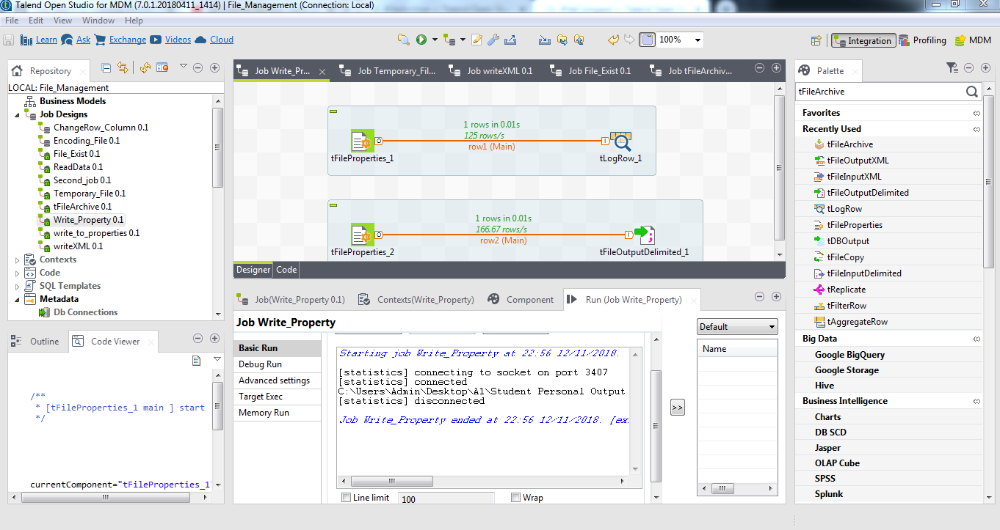 Talend Open Studio for MDM (7.0.1.20180411_1414) | File_Management (Connection: Local)
File Edit View Window Help
Learn Ask Exchange Videos Cloud 100% Integration Profiling MDM
Repository
LOCAL: File_Management
Business Models
Job Designs
ChangeRow_Column 0.1
Encoding_File 0.1
File_Exist 0.1
ReadData 0.1
Second_job 0.1
Temporary_File 0.1
tFileArchive 0.1
Write_Property 0.1
write_to_properties 0.1
writeXML 0.1
Contexts
Code
SQL Templates
Metadata
Db Connections
Outline Code Viewer
/**
* [tFileProperties_1 main ] start
*/
currentComponent="tFileProperties_1"
Job Write_Pr... Job Temporary_Fil... Job writeXML 0.1 Job File_Exist 0.1 Job tFileArchiv...
1 rows in 0.01s
125 rows/s
row1 (Main)
tFileProperties_1 tLogRow_1
1 rows in 0.01s
166.67 rows/s
row2 (Main)
tFileProperties_2 tFileOutputDelimited_1
Designer Code
Job(Write_Property 0.1) Contexts(Write_Property) Component Run (Job Write_Property)
Job Write_Property
Basic Run
Debug Run
Advanced settings
Target Exec
Memory Run
Starting job Write_Property at 22:56 12/11/2018.
[statistics] connecting to socket on port 3407
[statistics] connected
C:\Users\Admin\Desktop\A1\Student Personal Output
[statistics] disconnected
Job Write_Property ended at 22:56 12/11/2018. [ex
Line limit 100 Wrap
>>
Default
Name
Palette
tFileArchive
Favorites
Recently Used
tFileArchive
tFileOutputXML
tFileInputXML
tFileOutputDelimited
tLogRow
tFileProperties
tDBOutput
tFileCopy
tFileInputDelimited
tReplicate
tFilterRow
tAggregateRow
Big Data
Google BigQuery
Google Storage
Hive
Business Intelligence
Charts
DB SCD
Jasper
OLAP Cube
SPSS
Splunk